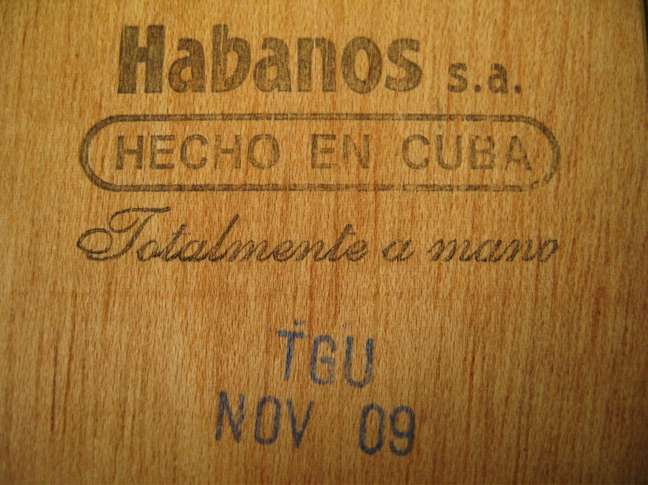 Habanos s.a.
HECHO EN CUBA
Totalmente a mano
TGU
NOV 09